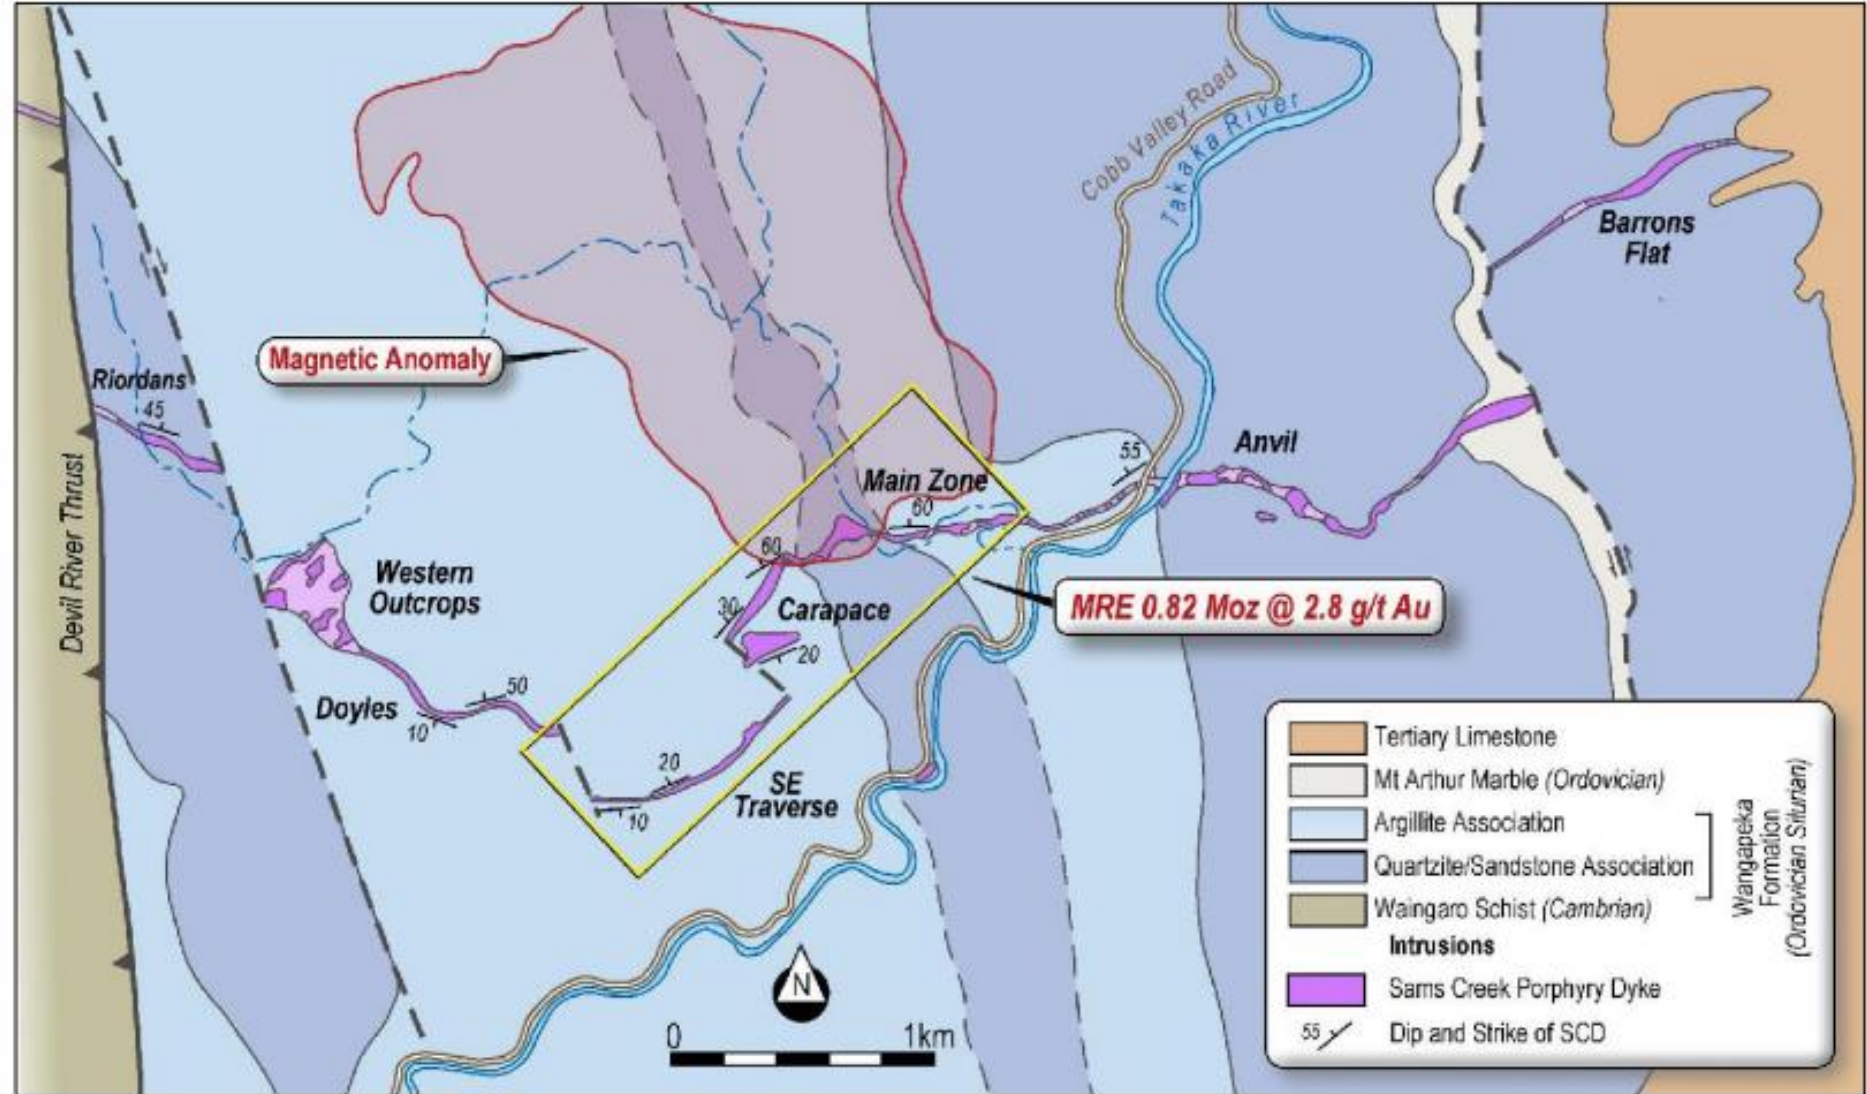 Cobb Valley Road
Takaka River
Barrons
Flat
Magnetic Anomaly
Riordans
45
Devil River Thrust
Anvil
55
Main Zone
60
60
Western
Outcrops
30
Carapace
20
MRE 0.82 Moz @ 2.8 g/t Au
50
Doyles
10
20
SE
Traverse
10
N
0
1km
Tertiary Limestone
Mt Arthur Marble (Ordovician)
Argillite Association
Quartzite/Sandstone Association
Waingaro Schist (Cambrian)
Wangapeka
Formation
(Ordovician Silurian)
Intrusions
Sams Creek Porphyry Dyke
55
Dip and Strike of SCD